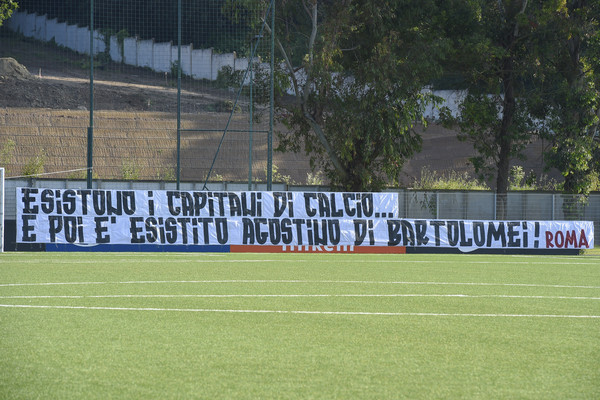 ESISTONO I CAPITANI DI CALCIO...
E POI E' ESISTITO AGOSTINO DI BARTOLOMEI! ROMA